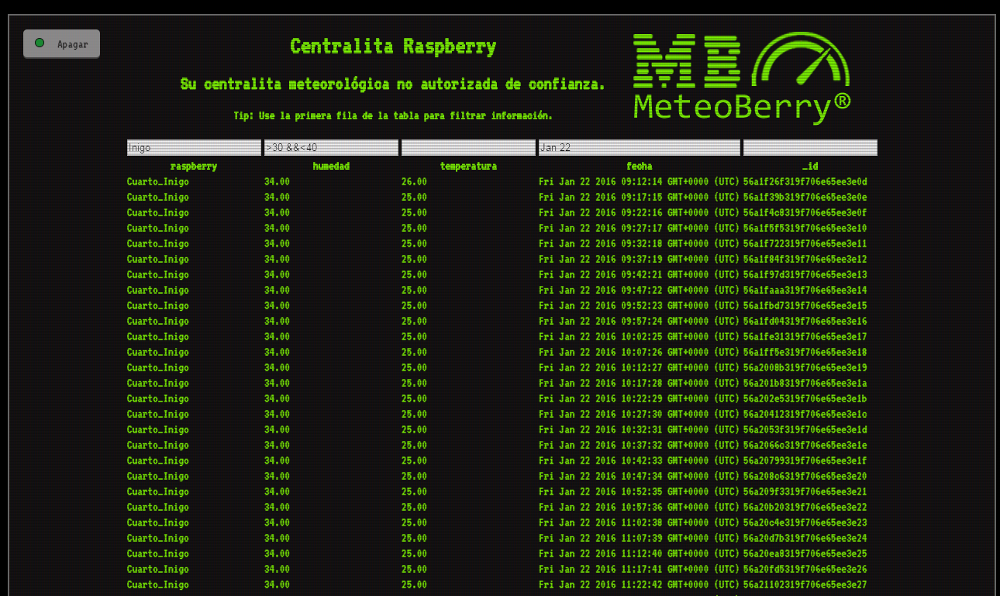 Apagar
Centralita Raspberry
Su centralita meteorológica no autorizada de confianza.
Tip: Use la primera fila de la tabla para filtrar información.
MB
MeteoBerry®
Inigo >30 &&<40 Jan 22
raspberry humedad temperatura fecha _id
Cuarto_Inigo 34.00 26.00 Fri Jan 22 2016 09:12:14 GMT+0000 (UTC) 56a1f26f319f706e65ee3e0d
Cuarto_Inigo 34.00 25.00 Fri Jan 22 2016 09:17:15 GMT+0000 (UTC) 56a1f39b319f706e65ee3e0e
Cuarto_Inigo 34.00 25.00 Fri Jan 22 2016 09:22:16 GMT+0000 (UTC) 56a1f4c8319f706e65ee3e0f
Cuarto_Inigo 34.00 25.00 Fri Jan 22 2016 09:27:17 GMT+0000 (UTC) 56a1f5f5319f706e65ee3e10
Cuarto_Inigo 34.00 25.00 Fri Jan 22 2016 09:32:18 GMT+0000 (UTC) 56a1f722319f706e65ee3e11
Cuarto_Inigo 34.00 25.00 Fri Jan 22 2016 09:37:19 GMT+0000 (UTC) 56a1f84f319f706e65ee3e12
Cuarto_Inigo 34.00 25.00 Fri Jan 22 2016 09:42:21 GMT+0000 (UTC) 56a1f97d319f706e65ee3e13
Cuarto_Inigo 34.00 25.00 Fri Jan 22 2016 09:47:22 GMT+0000 (UTC) 56a1faaa319f706e65ee3e14
Cuarto_Inigo 34.00 25.00 Fri Jan 22 2016 09:52:23 GMT+0000 (UTC) 56a1fbd7319f706e65ee3e15
Cuarto_Inigo 34.00 25.00 Fri Jan 22 2016 09:57:24 GMT+0000 (UTC) 56a1fd04319f706e65ee3e16
Cuarto_Inigo 34.00 25.00 Fri Jan 22 2016 10:02:25 GMT+0000 (UTC) 56a1fe31319f706e65ee3e17
Cuarto_Inigo 34.00 25.00 Fri Jan 22 2016 10:07:26 GMT+0000 (UTC) 56a1ff5e319f706e65ee3e18
Cuarto_Inigo 34.00 25.00 Fri Jan 22 2016 10:12:27 GMT+0000 (UTC) 56a2008b319f706e65ee3e19
Cuarto_Inigo 34.00 25.00 Fri Jan 22 2016 10:17:28 GMT+0000 (UTC) 56a201b8319f706e65ee3e1a
Cuarto_Inigo 34.00 25.00 Fri Jan 22 2016 10:22:29 GMT+0000 (UTC) 56a202e5319f706e65ee3e1b
Cuarto_Inigo 34.00 25.00 Fri Jan 22 2016 10:27:30 GMT+0000 (UTC) 56a20412319f706e65ee3e1c
Cuarto_Inigo 34.00 25.00 Fri Jan 22 2016 10:32:31 GMT+0000 (UTC) 56a2053f319f706e65ee3e1d
Cuarto_Inigo 34.00 25.00 Fri Jan 22 2016 10:37:32 GMT+0000 (UTC) 56a2066c319f706e65ee3e1e
Cuarto_Inigo 34.00 25.00 Fri Jan 22 2016 10:42:33 GMT+0000 (UTC) 56a20799319f706e65ee3e1f
Cuarto_Inigo 34.00 25.00 Fri Jan 22 2016 10:47:34 GMT+0000 (UTC) 56a208c6319f706e65ee3e20
Cuarto_Inigo 34.00 25.00 Fri Jan 22 2016 10:52:35 GMT+0000 (UTC) 56a209f3319f706e65ee3e21
Cuarto_Inigo 34.00 25.00 Fri Jan 22 2016 10:57:36 GMT+0000 (UTC) 56a20b20319f706e65ee3e22
Cuarto_Inigo 34.00 25.00 Fri Jan 22 2016 11:02:38 GMT+0000 (UTC) 56a20c4e319f706e65ee3e23
Cuarto_Inigo 34.00 25.00 Fri Jan 22 2016 11:07:39 GMT+0000 (UTC) 56a20d7b319f706e65ee3e24
Cuarto_Inigo 34.00 25.00 Fri Jan 22 2016 11:12:40 GMT+0000 (UTC) 56a20ea8319f706e65ee3e25
Cuarto_Inigo 34.00 25.00 Fri Jan 22 2016 11:17:41 GMT+0000 (UTC) 56a20fd5319f706e65ee3e26
Cuarto_Inigo 34.00 25.00 Fri Jan 22 2016 11:22:42 GMT+0000 (UTC) 56a21102319f706e65ee3e27